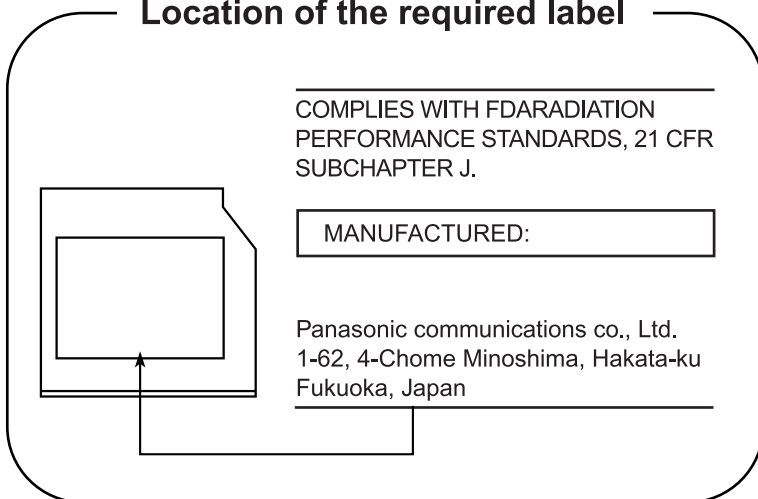 Location of the required label
COMPLIES WITH FDARADIATION
PERFORMANCE STANDARDS, 21 CFR
SUBCHAPTER J.
MANUFACTURED:
Panasonic communications co., Ltd.
1-62, 4-Chome Minoshima, Hakata-ku
Fukuoka, Japan